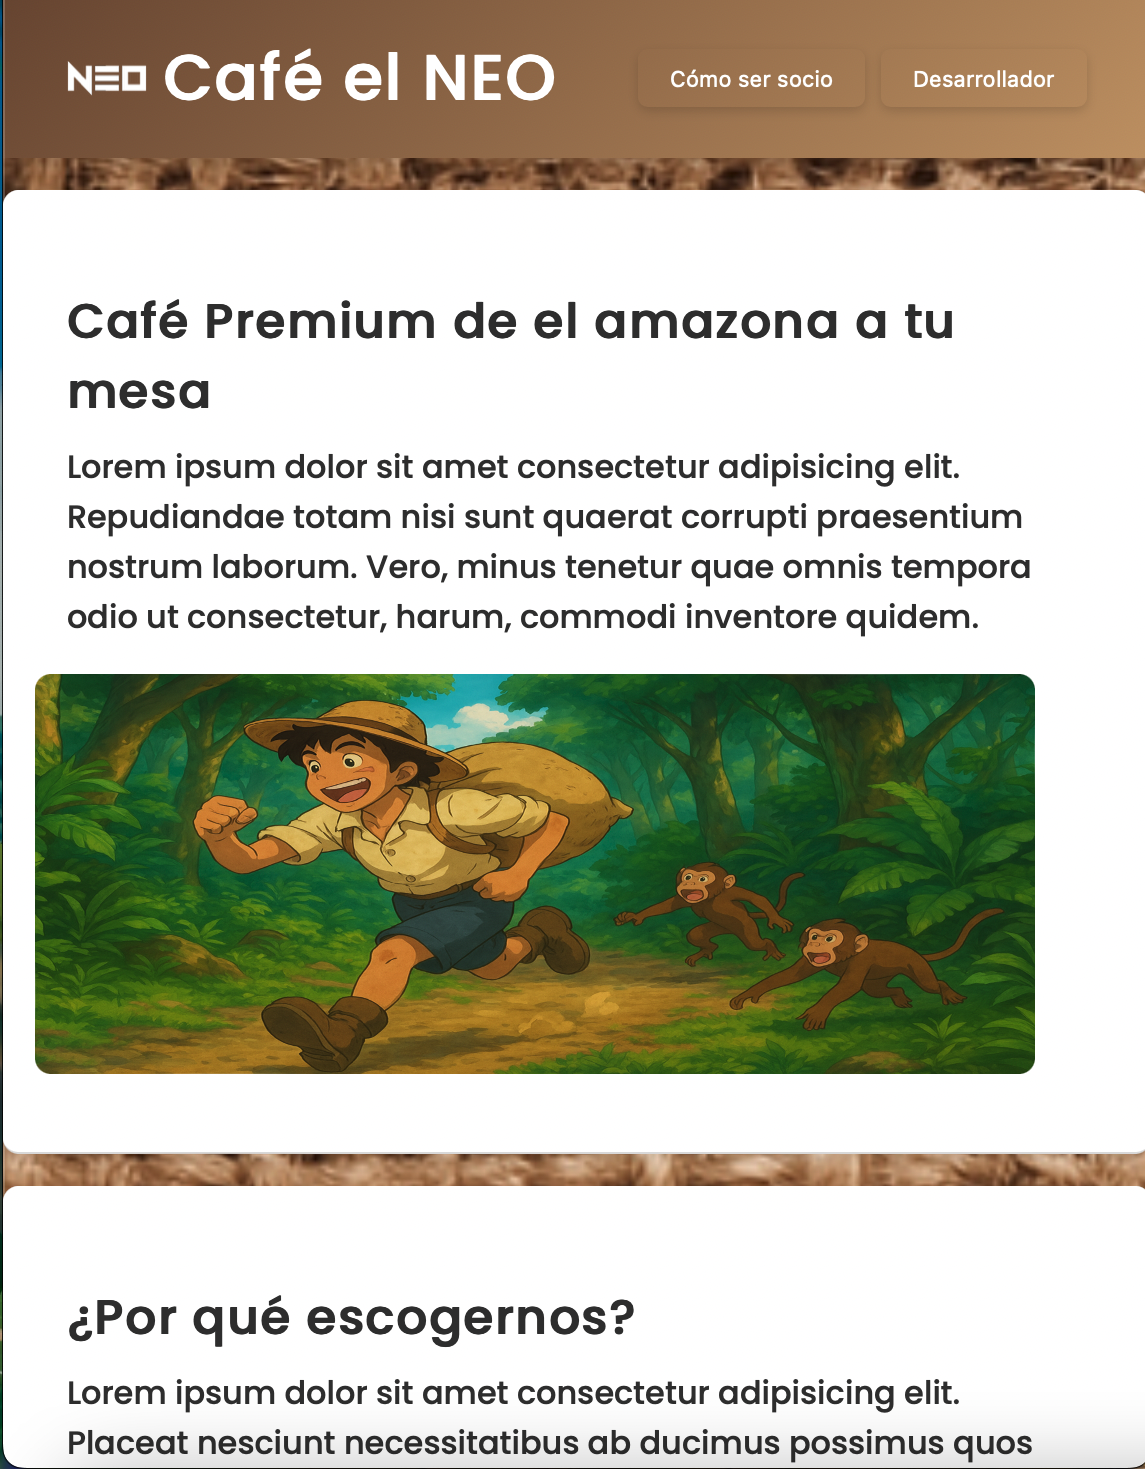 NEO Café el NEO
Cómo ser socio
Desarrollador
Café Premium de el amazona a tu
mesa
Lorem ipsum dolor sit amet consectetur adipisicing elit.
Repudiandae totam nisi sunt quaerat corrupti praesentium
nostrum laborum. Vero, minus tenetur quae omnis tempora
odio ut consectetur, harum, commodi inventore quidem.
¿Por qué escogernos?
Lorem ipsum dolor sit amet consectetur adipisicing elit.
Placeat nesciunt necessitatibus ab ducimus possimus quos